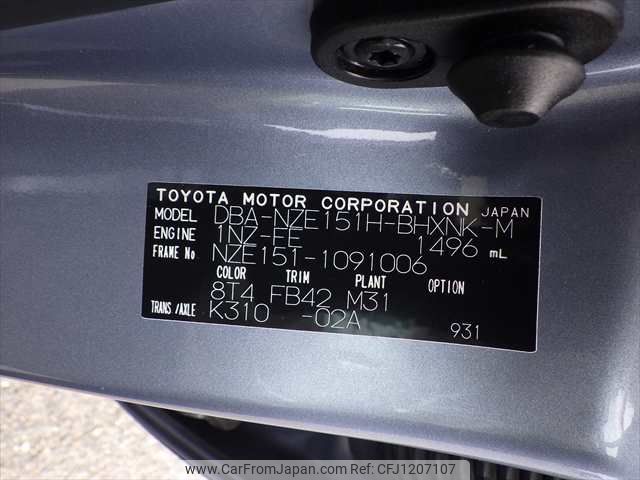 TOYOTA MOTOR CORPORATION JAPAN
MODEL DBA-NZE151H-BHXNK-M
ENGINE 1NZ-FE 1496 mL
FRAME No NZE151-1091006
COLOR TRIM PLANT OPTION
8T4 FB42 M31
TRANS/AXLE K310 -02A 931
www.CarFromJapan.com Ref:CFJ1207107